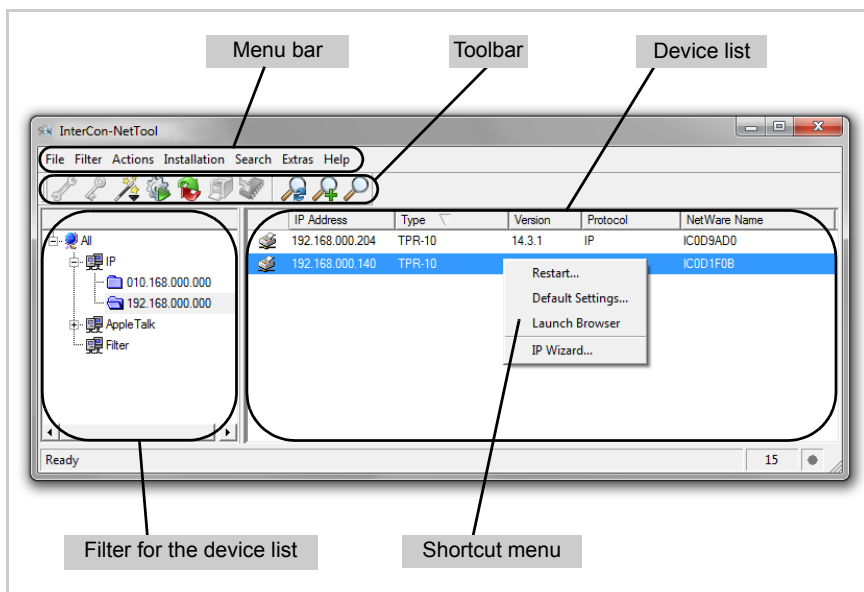 Menu bar
Toolbar
Device list
InterCon-NetTool
File Filter Actions Installation Search Extras Help
IP Address Type Version Protocol NetWare Name
All
192.168.000.204 TPR-10 14.3.1 IP IC0D9AD0
IP
192.168.000.140 TPR-10 IC0D1F0B
010.168.000.000
192.168.000.000
AppleTalk
Filter
Restart...
Default Settings...
Launch Browser
IP Wizard...
Ready
15
Filter for the device list
Shortcut menu